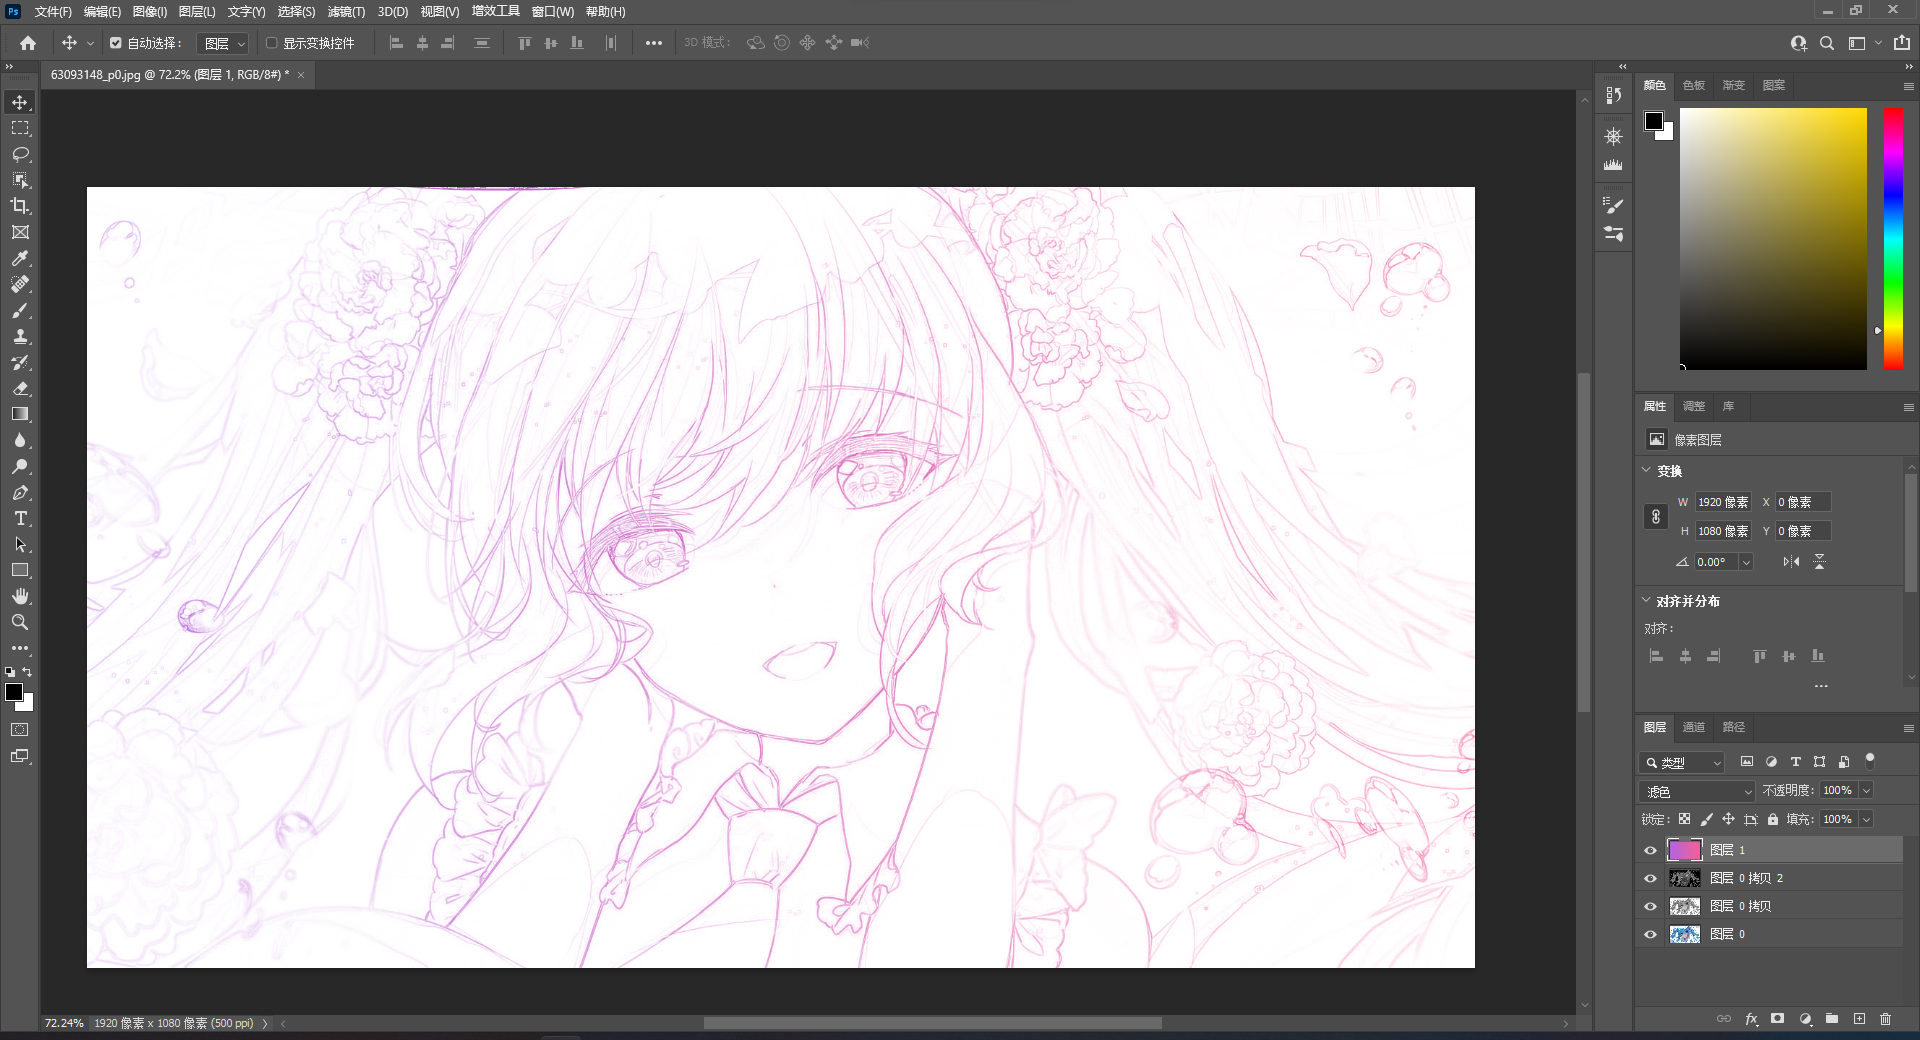 Ps 文件(F) 编辑(E) 图像(I) 图层(L) 文字(Y) 选择(S) 滤镜(T) 3D(D) 视图(V) 增效工具 窗口(W) 帮助(H)
自动选择： 图层 显示变换控件 3D 模式：
63093148_p0.jpg @ 72.2% (图层 1, RGB/8#) * ×
颜色 色板 渐变 图案
属性 调整 库
像素图层
变换
W 1920 像素 X 0 像素
H 1080 像素 Y 0 像素
0.00°
对齐并分布
对齐：
图层 通道 路径
类型
滤色 不透明度： 100%
锁定： 填充： 100%
图层 1
图层 0 拷贝 2
图层 0 拷贝
图层 0
fx
72.24% 1920 像素 x 1080 像素 (500 ppi)